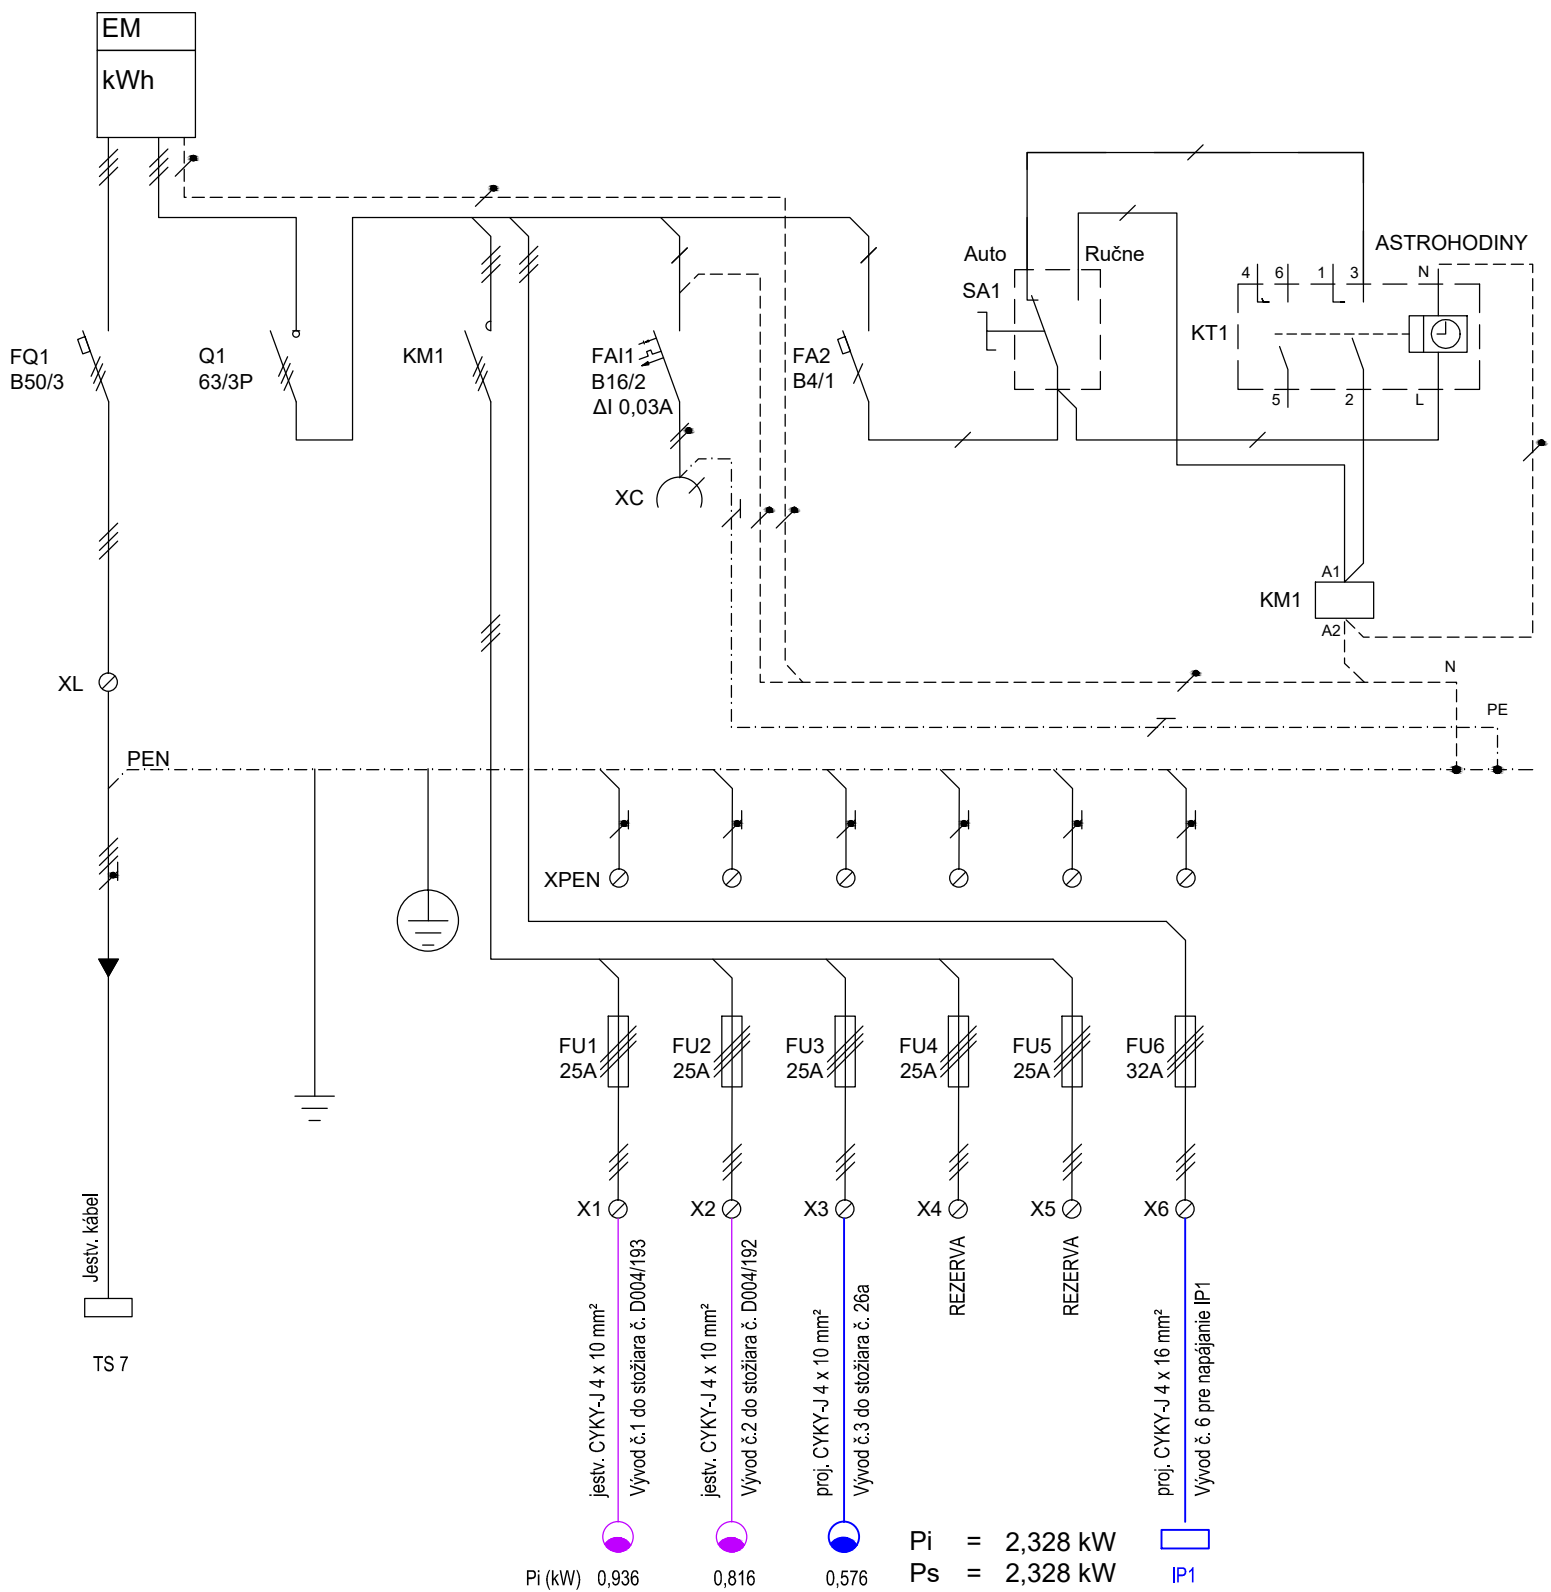 EM
kWh
ASTROHODINY
Auto
Ručne
SA1
4
6
1
3
N
KT1
5
2
L
FQ1
B50/3
Q1
63/3P
KM1
FAI1
B16/2
ΔI 0,03A
FA2
B4/1
XC
A1
KM1
A2
XL
N
PE
PEN
XPEN
FU1
25A
FU2
25A
FU3
25A
FU4
25A
FU5
25A
FU6
32A
X1
X2
X3
X4
X5
X6
Jestv. kábel
TS 7
jestv. CYKY-J 4 x 10 mm²
Vývod č.1 do stožiara č. D004/193
jestv. CYKY-J 4 x 10 mm²
Vývod č.2 do stožiara č. D004/192
proj. CYKY-J 4 x 10 mm²
Vývod č.3 do stožiara č. 26a
REZERVA
REZERVA
proj. CYKY-J 4 x 16 mm²
Vývod č. 6 pre napájanie IP1
Pi = 2,328 kW
Ps = 2,328 kW
Pi (kW) 0,936 0,816 0,576
IP1